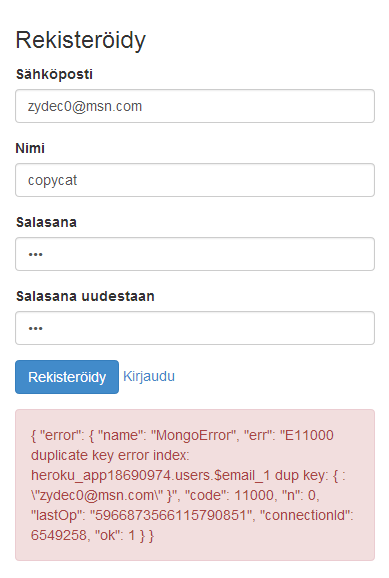 Rekisteröidy
Sähköposti
zydec0@msn.com
Nimi
copycat
Salasana
•••
Salasana uudestaan
•••
Rekisteröidy Kirjaudu
{ "error": { "name": "MongoError", "err": "E11000
duplicate key error index:
heroku_app18690974.users.$email_1 dup key: { :
\"zydec0@msn.com\" }", "code": 11000, "n": 0,
"lastOp": "5966873566115790851", "connectionId":
6549258, "ok": 1 } }